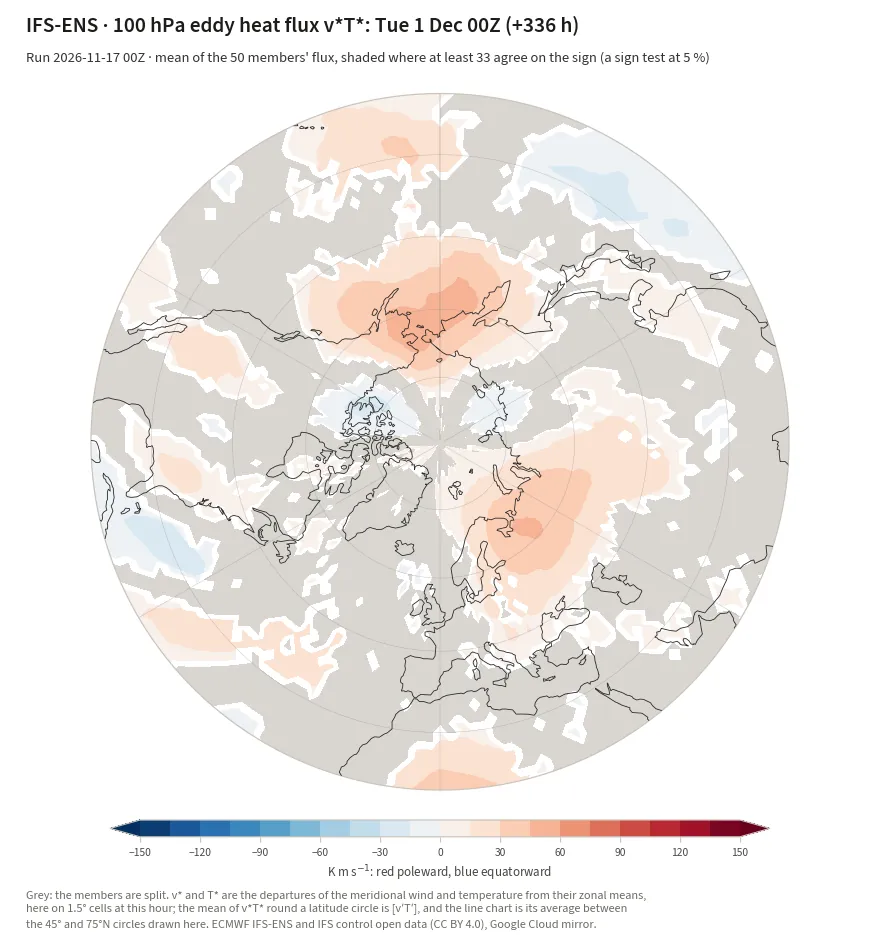 IFS-ENS · 100 hPa eddy heat flux v*T*: Tue 1 Dec 00Z (+336 h)
Run 2026-11-17 00Z · mean of the 50 members' flux, shaded where at least 33 agree on the sign (a sign test at 5 %)
−150 −120 −90 −60 −30 0 30 60 90 120 150
K m s⁻¹: red poleward, blue equatorward
Grey: the members are split. v* and T* are the departures of the meridional wind and temperature from their zonal means,
here on 1.5° cells at this hour; the mean of v*T* round a latitude circle is [v'T'], and the line chart is its average between
the 45° and 75°N circles drawn here. ECMWF IFS-ENS and IFS control open data (CC BY 4.0), Google Cloud mirror.